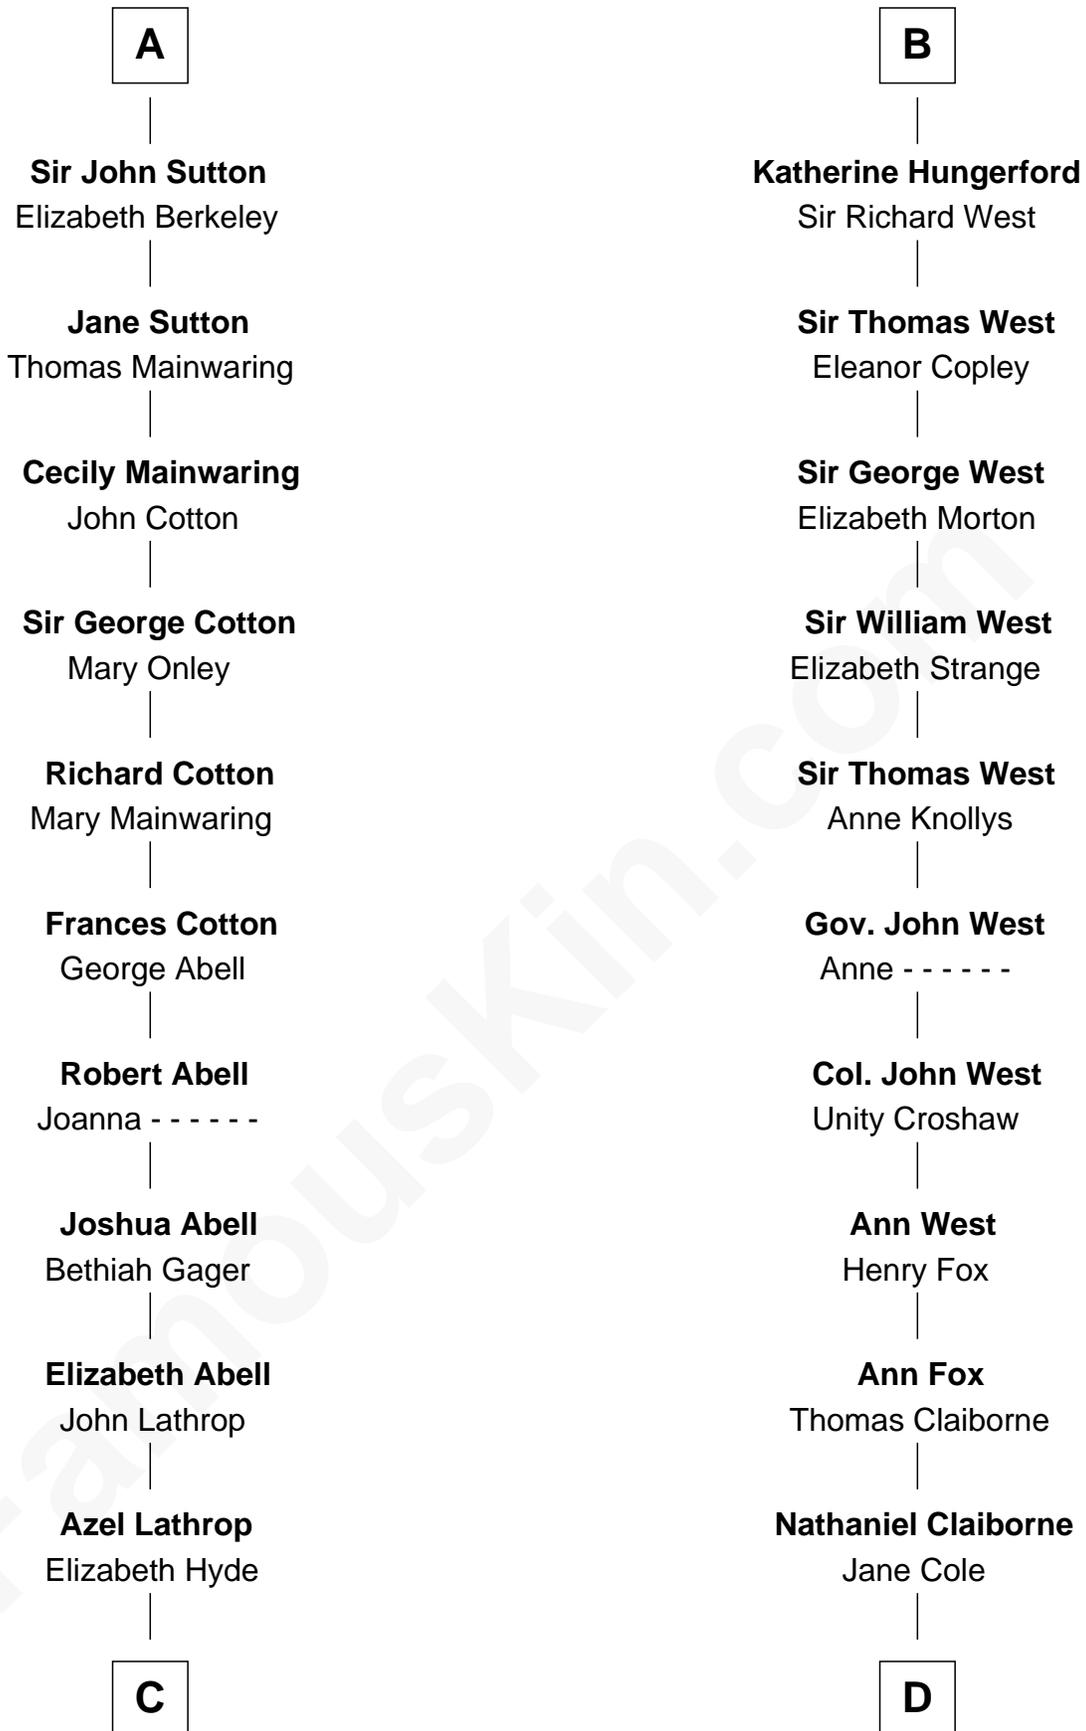 A
Sir John Sutton
Elizabeth Berkeley
Jane Sutton
Thomas Mainwaring
Cecily Mainwaring
John Cotton
Sir George Cotton
Mary Onley
Richard Cotton
Mary Mainwaring
Frances Cotton
George Abell
Robert Abell
Joanna - - - - - -
Joshua Abell
Bethiah Gager
Elizabeth Abell
John Lathrop
Azel Lathrop
Elizabeth Hyde
C
B
Katherine Hungerford
Sir Richard West
Sir Thomas West
Eleanor Copley
Sir George West
Elizabeth Morton
Sir William West
Elizabeth Strange
Sir Thomas West
Anne Knollys
Gov. John West
Anne - - - - - -
Col. John West
Unity Croshaw
Ann West
Henry Fox
Ann Fox
Thomas Claiborne
Nathaniel Claiborne
Jane Cole
D
FamousKin.com